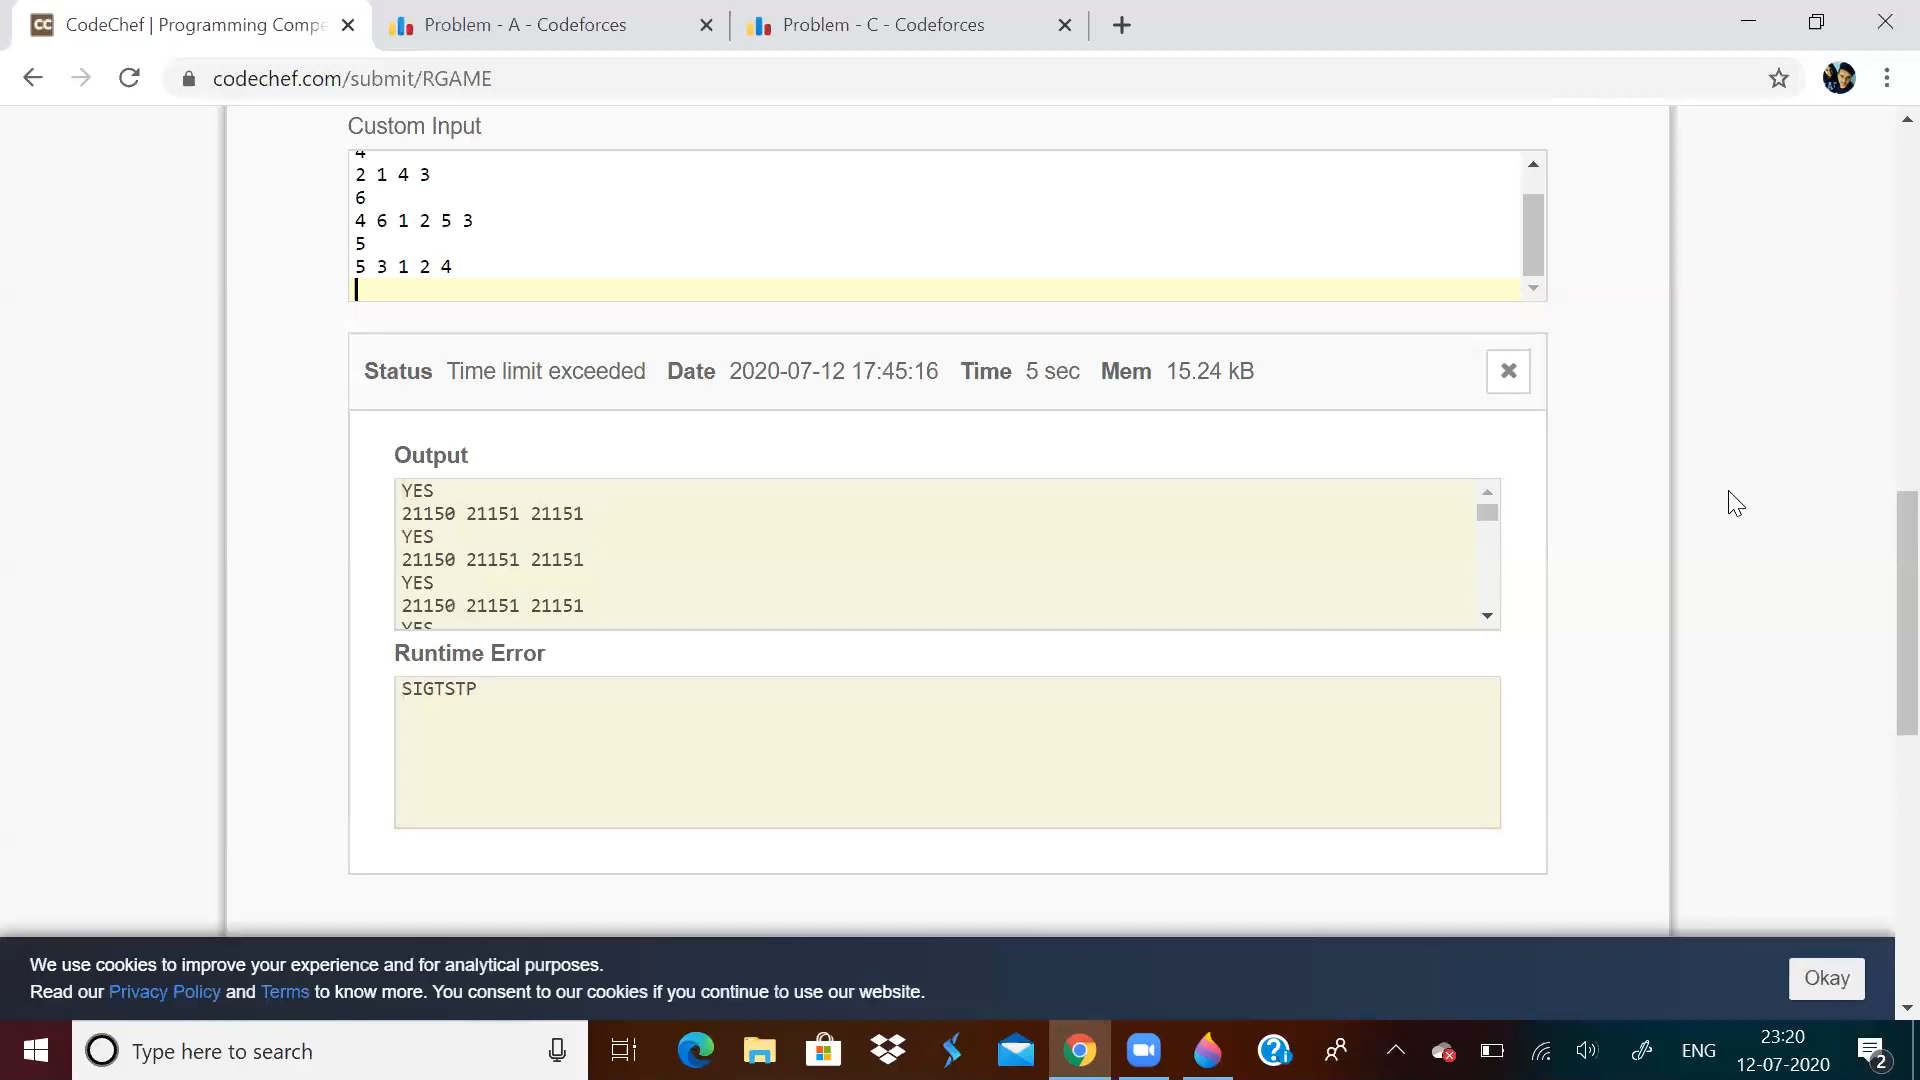 CodeChef | Programming Compe
Problem - A - Codeforces
Problem - C - Codeforces
codechef.com/submit/RGAME
Custom Input
4
2 1 4 3
6
4 6 1 2 5 3
5
5 3 1 2 4
Status Time limit exceeded Date 2020-07-12 17:45:16 Time 5 sec Mem 15.24 kB
Output
YES
21150 21151 21151
YES
21150 21151 21151
YES
21150 21151 21151
YES
Runtime Error
SIGTSTP
We use cookies to improve your experience and for analytical purposes.
Read our Privacy Policy and Terms to know more. You consent to our cookies if you continue to use our website.
Okay
Type here to search
ENG
23:20
12-07-2020
2